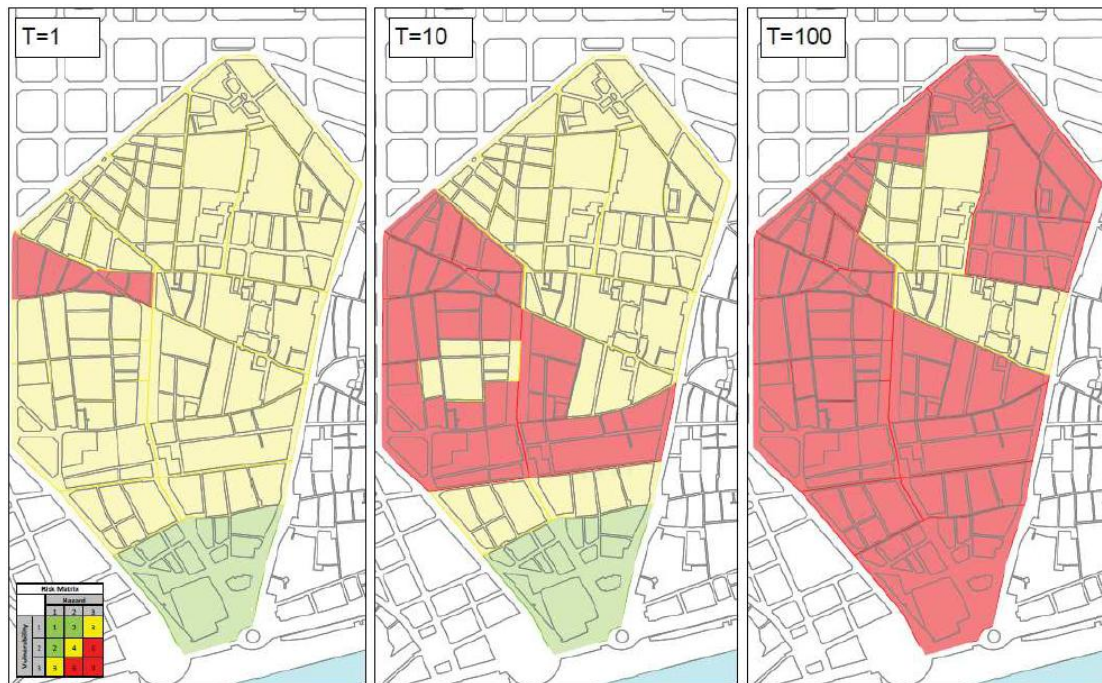 T=1
T=10
T=100
Risk Matrix
Hazard
1 2 3
Vulnerability
1 1 2 3
2 2 4 6
3 3 6 9